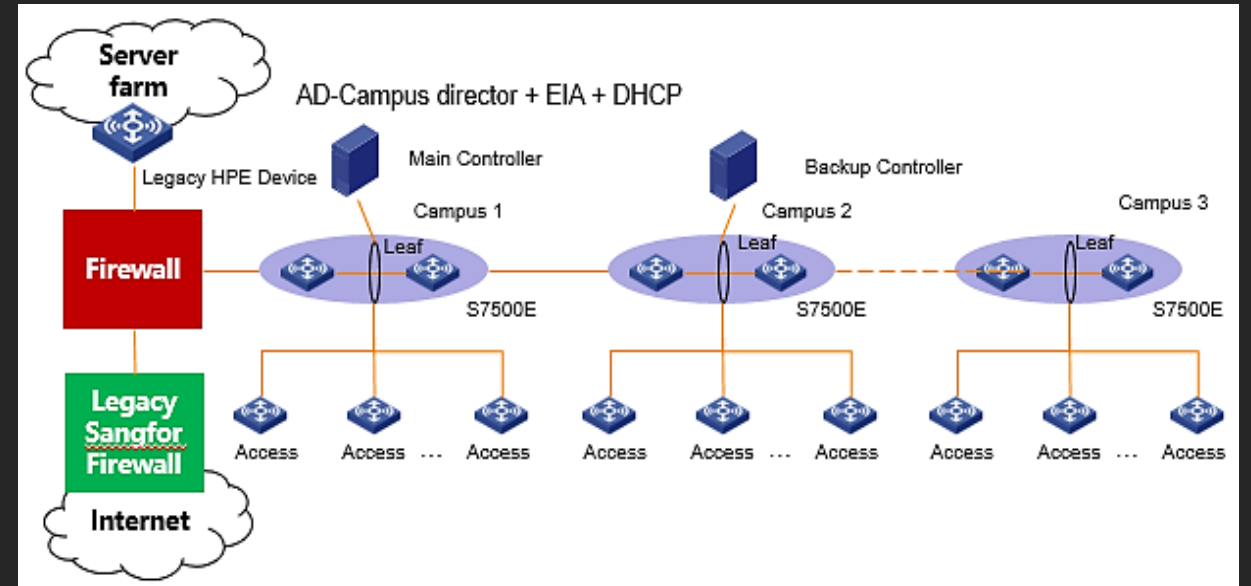 Server
farm
AD-Campus director + EIA + DHCP
Main Controller
Backup Controller
Legacy HPE Device
Campus 1
Campus 2
Campus 3
Firewall
Leaf
Leaf
Leaf
S7500E
S7500E
S7500E
Legacy
Sangfor
Firewall
Access
Access ...
Access
Access
Access ...
Access
Access
Access ...
Access
Internet